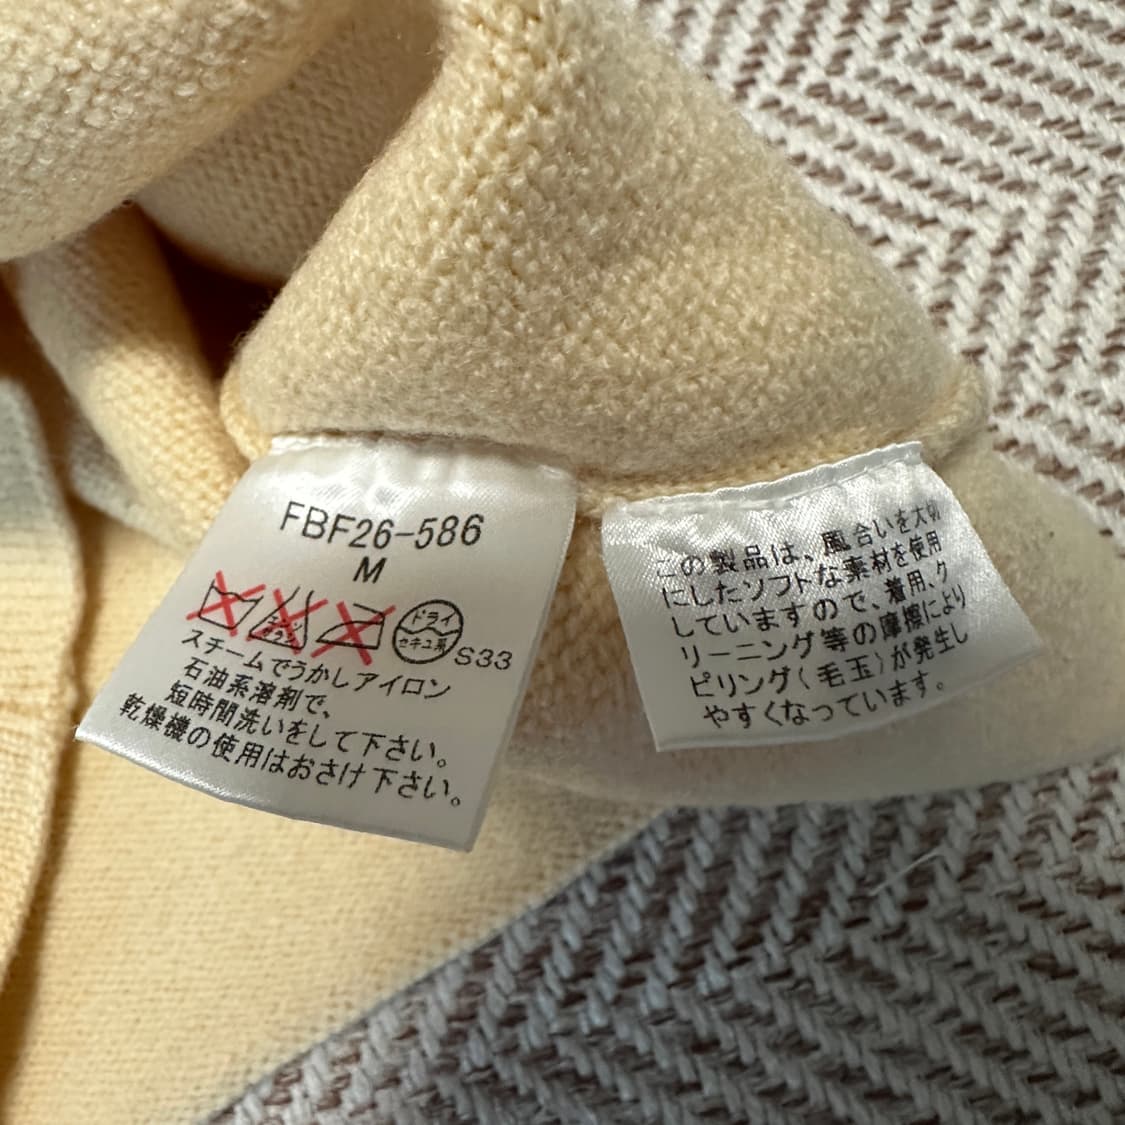 FBF26-586
M
エンソ
サラシ
ドライ
セキユ系
S33
スチームでうかしアイロン
石油系溶剤で、
短時間洗いをして下さい。
乾燥機の使用はおさけ下さい。
この製品は、風合いを大切
にしたソフトな素材を使用
していますので、着用、ク
リーニング等の摩擦により
ピリング(毛玉)が発生し
やすくなっています。